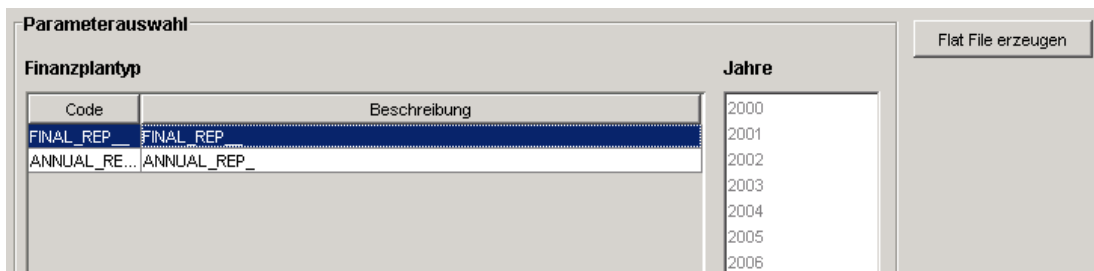 Parameterauswahl
Flat File erzeugen
Finanzplantyp
Jahre
Code Beschreibung
FINAL_REP__ FINAL_REP__
ANNUAL_RE... ANNUAL_REP_
2000
2001
2002
2003
2004
2005
2006